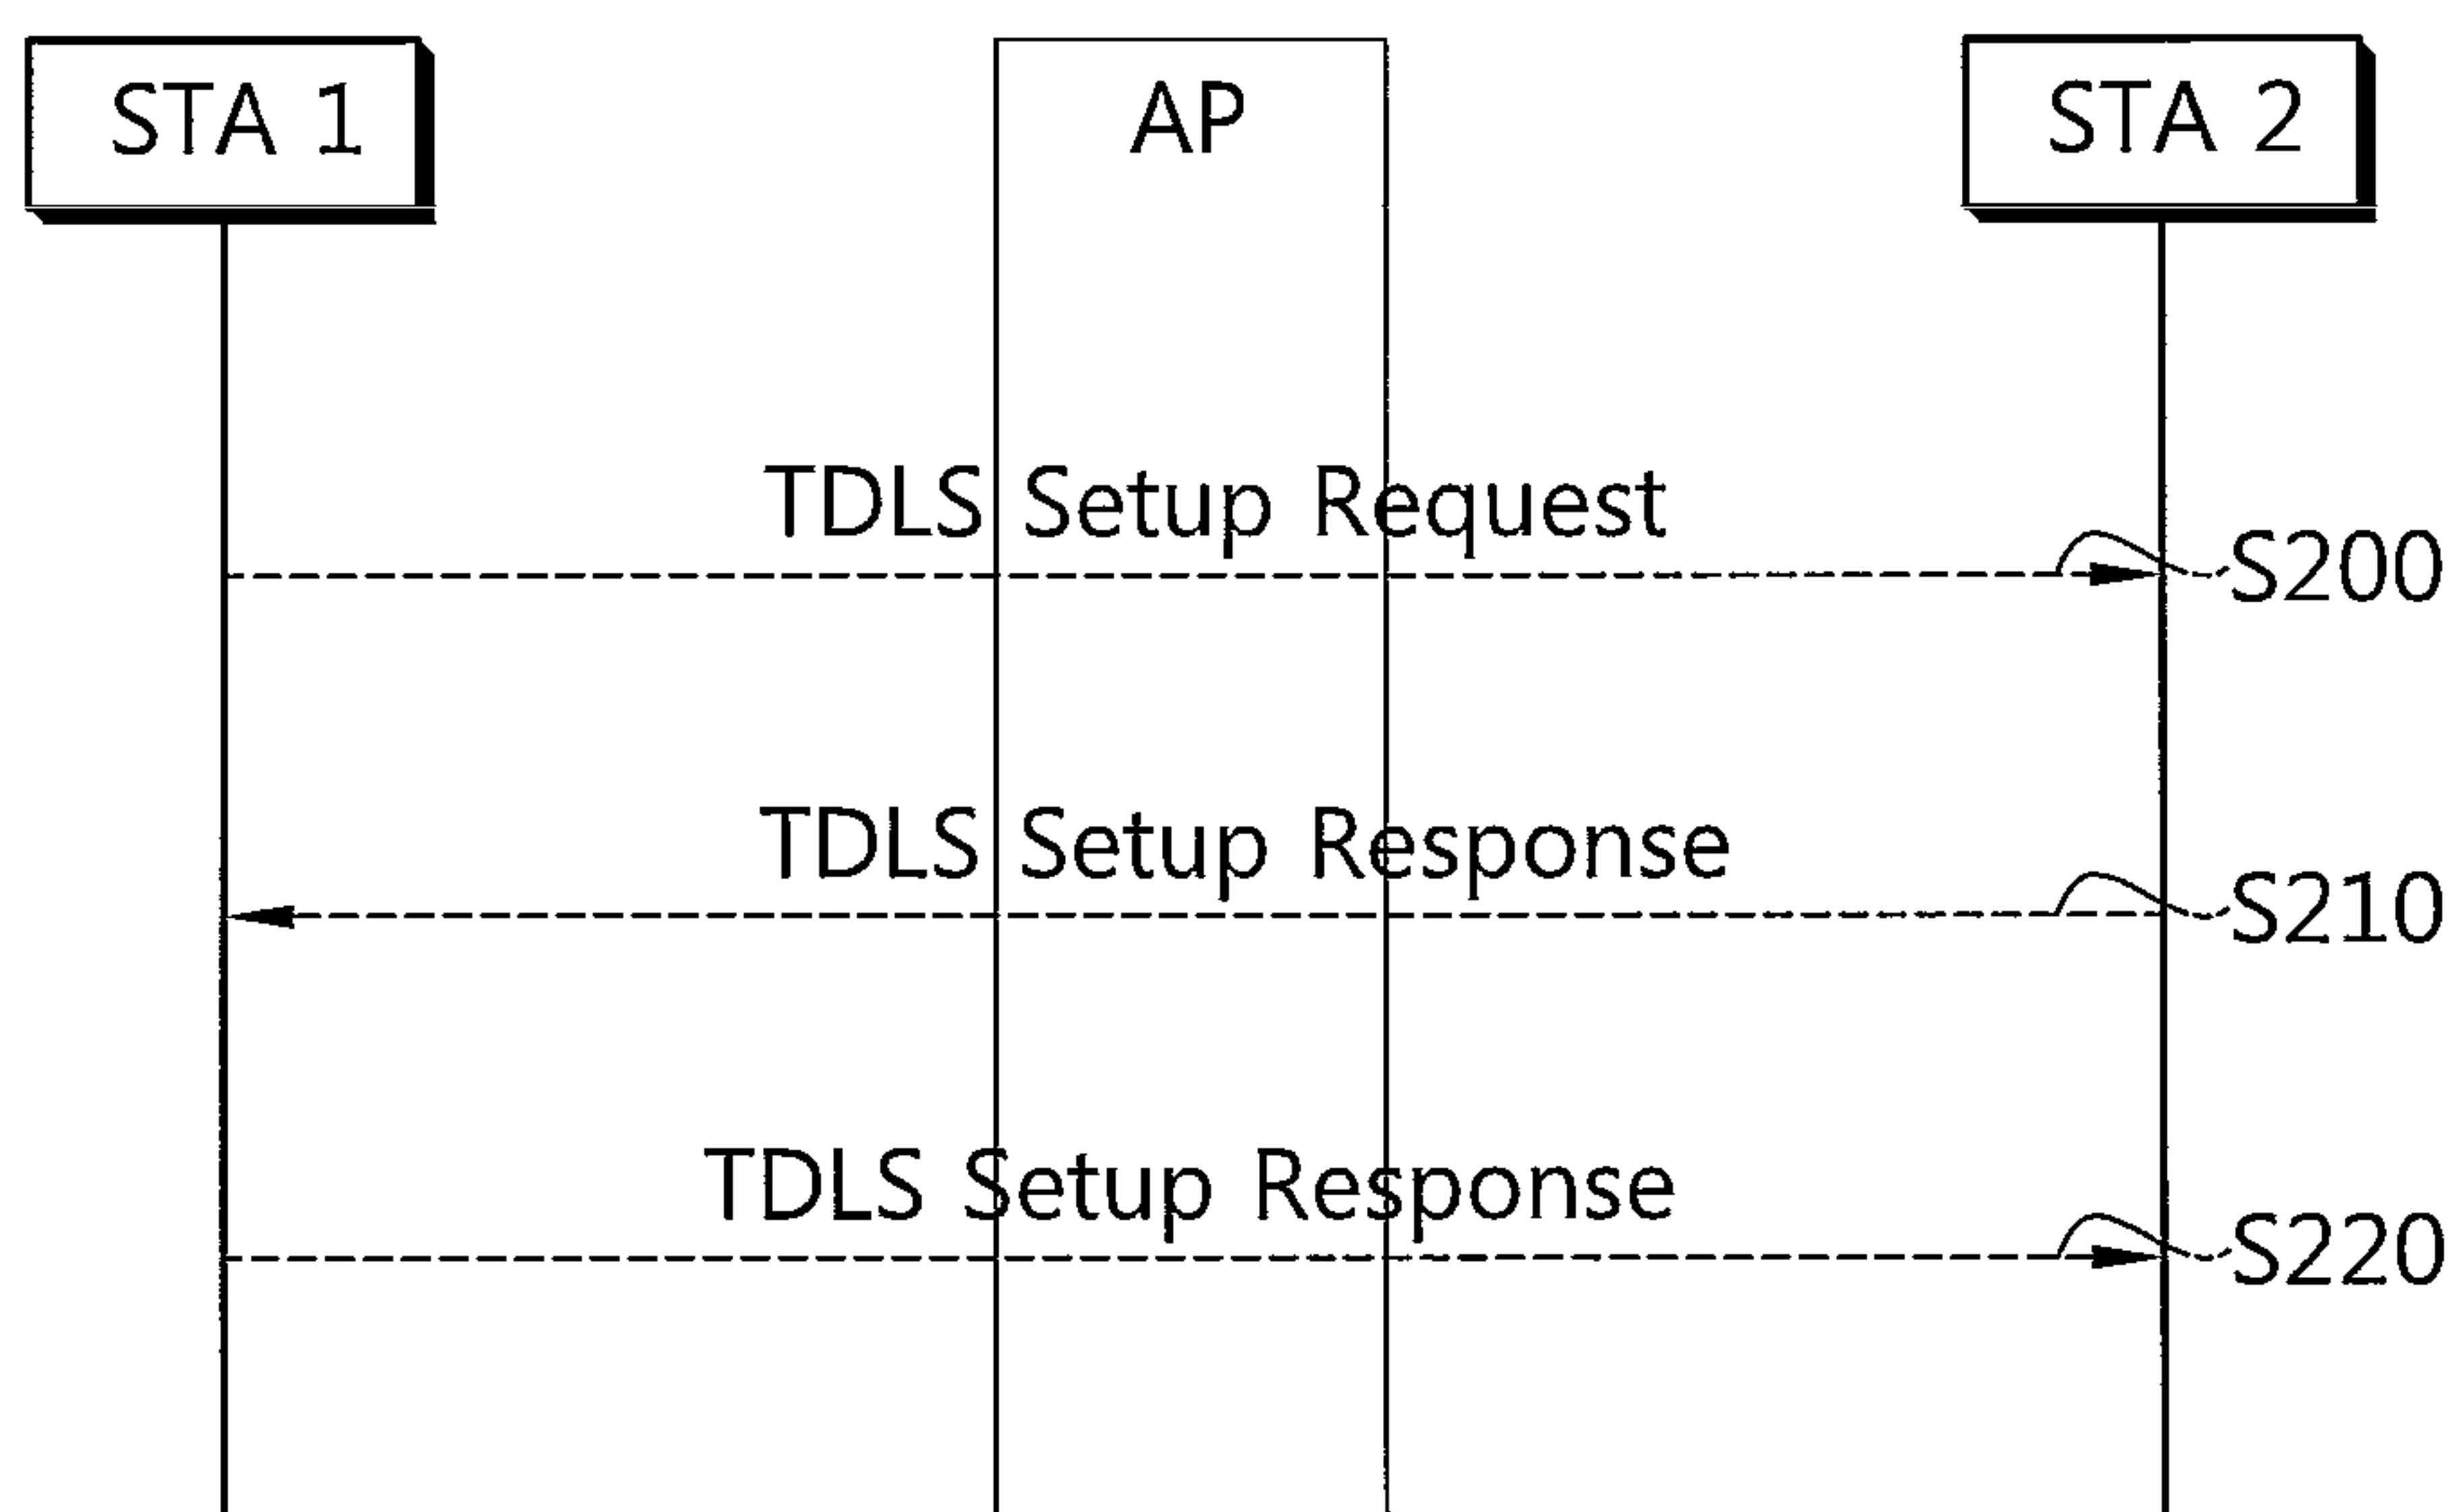 STA 1
AP
STA 2
TDLS Setup Request
S200
TDLS Setup Response
S210
TDLS Setup Response
S220